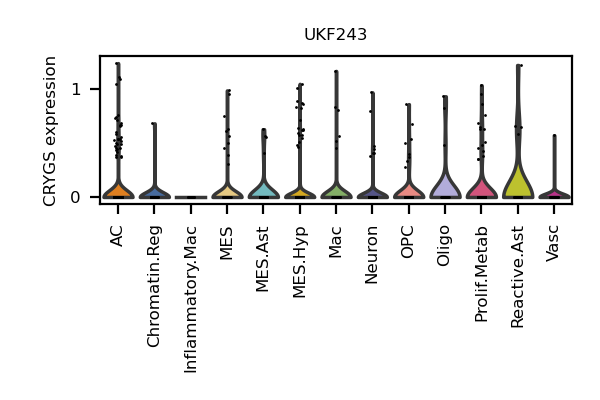 UKF243
CRYGS expression
1
0
AC
Chromatin.Reg
Inflammatory.Mac
MES
MES.Ast
MES.Hyp
Mac
Neuron
OPC
Oligo
Prolif.Metab
Reactive.Ast
Vasc